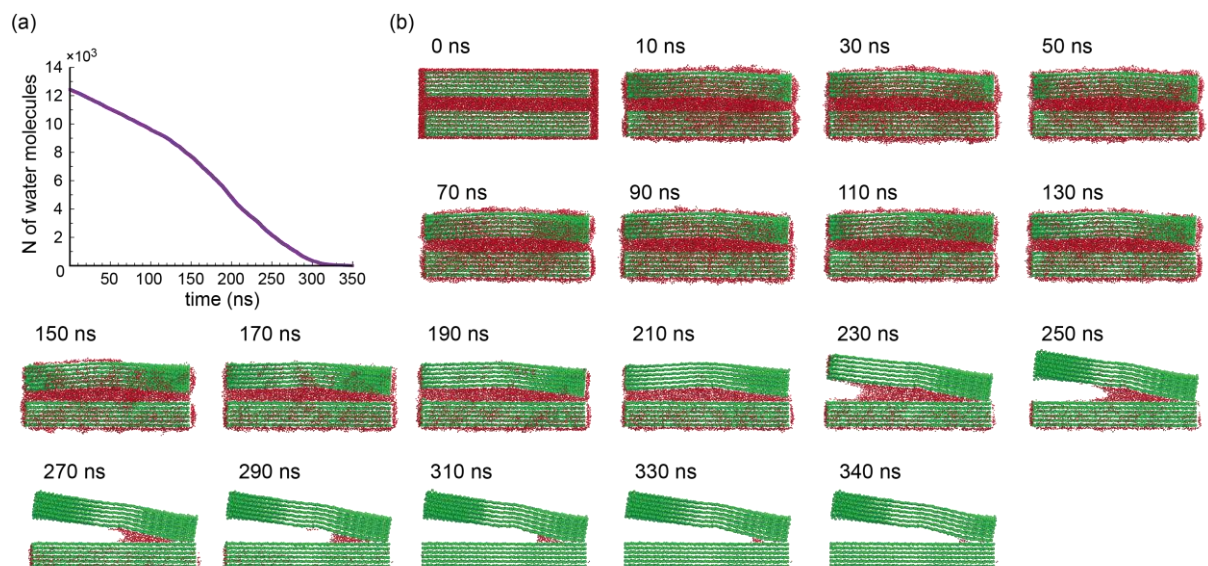 (a)
×10³
14
12
10
8
6
4
2
0
50 100 150 200 250 300 350
time (ns)
N of water molecules
(b)
0 ns 10 ns 30 ns 50 ns
70 ns 90 ns 110 ns 130 ns
150 ns 170 ns 190 ns 210 ns 230 ns 250 ns
270 ns 290 ns 310 ns 330 ns 340 ns